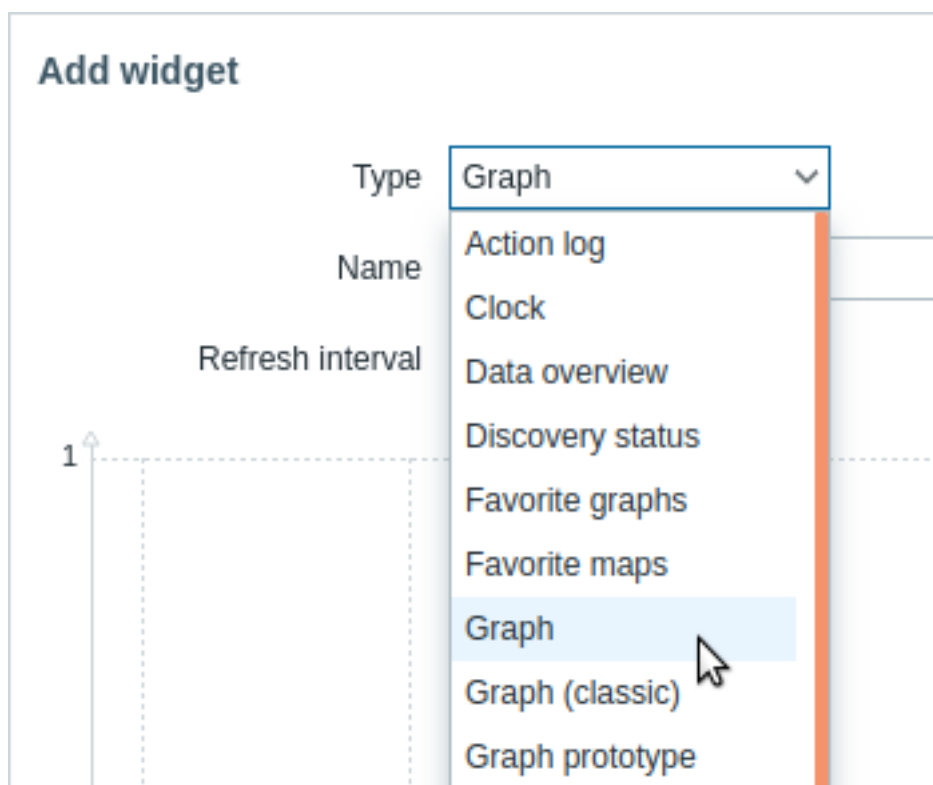 Add widget
Type Graph
Action log
Name
Clock
Refresh interval
Data overview
Discovery status
1
Favorite graphs
Favorite maps
Graph
Graph (classic)
Graph prototype